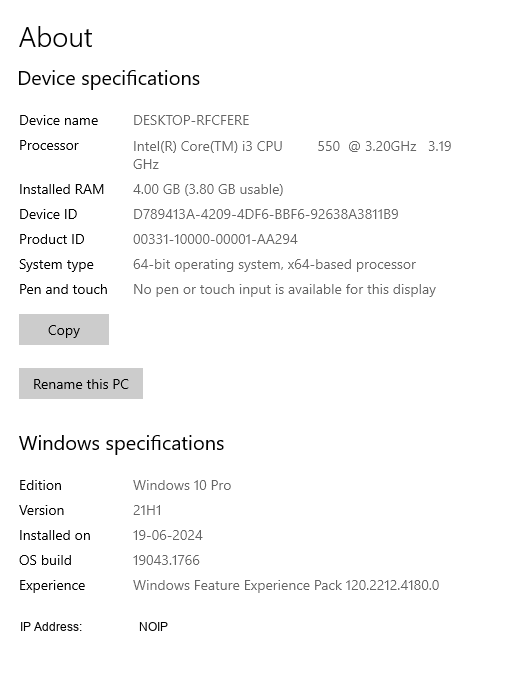 About
Device specifications
Device name DESKTOP-RFCFERE
Processor Intel(R) Core(TM) i3 CPU 550 @ 3.20GHz 3.19
GHz
Installed RAM 4.00 GB (3.80 GB usable)
Device ID D789413A-4209-4DF6-BBF6-92638A3811B9
Product ID 00331-10000-00001-AA294
System type 64-bit operating system, x64-based processor
Pen and touch No pen or touch input is available for this display
Copy
Rename this PC
Windows specifications
Edition Windows 10 Pro
Version 21H1
Installed on 19-06-2024
OS build 19043.1766
Experience Windows Feature Experience Pack 120.2212.4180.0
IP Address: NOIP